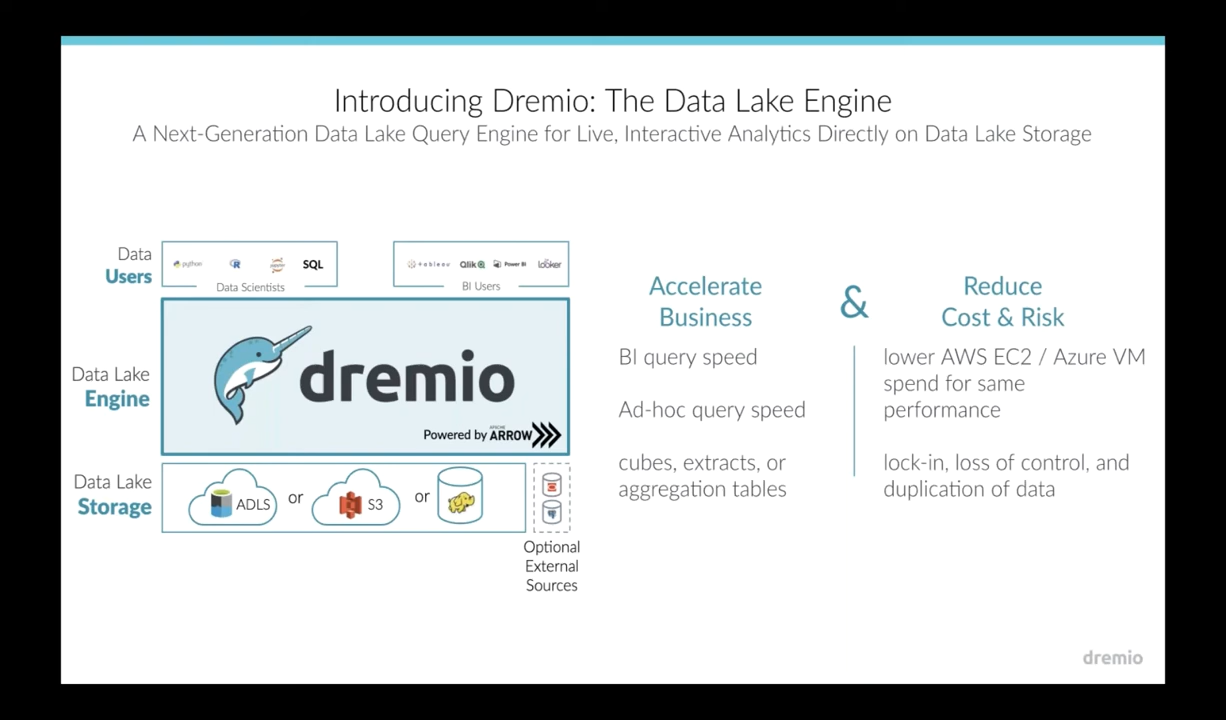 Introducing Dremio: The Data Lake Engine
A Next-Generation Data Lake Query Engine for Live, Interactive Analytics Directly on Data Lake Storage
Data
Users
python
R
jupyter
SQL
Data Scientists
tableau
Qlik
Power BI
looker
BI Users
Data Lake
Engine
dremio
Powered by
APACHE
ARROW
Data Lake
Storage
ADLS
or
S3
or
Optional
External
Sources
Accelerate
Business
BI query speed
Ad-hoc query speed
cubes, extracts, or
aggregation tables
&
Reduce
Cost & Risk
lower AWS EC2 / Azure VM
spend for same
performance
lock-in, loss of control, and
duplication of data
dremio